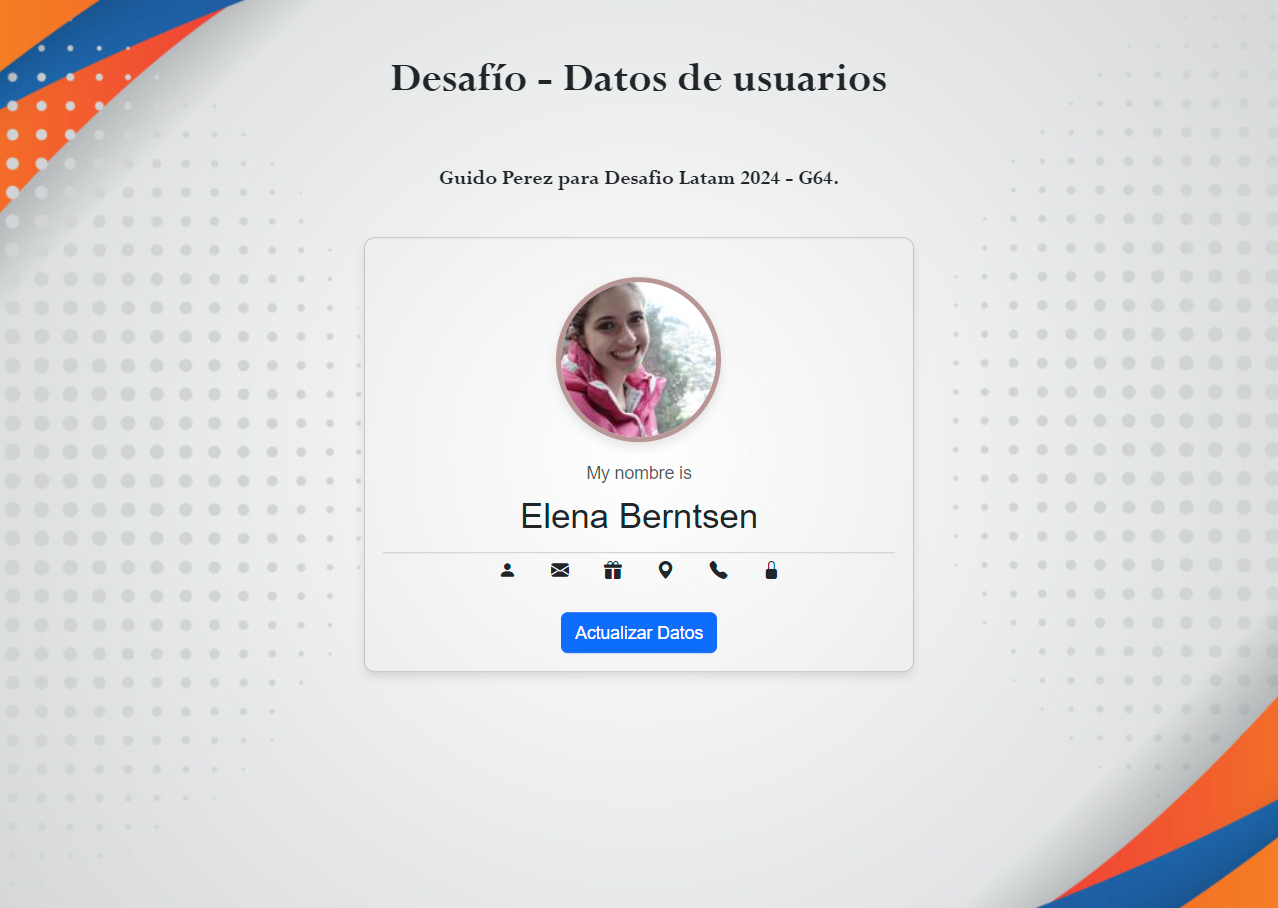 Desafío - Datos de usuarios
Guido Perez para Desafio Latam 2024 - G64.
My nombre is
Elena Berntsen
Actualizar Datos